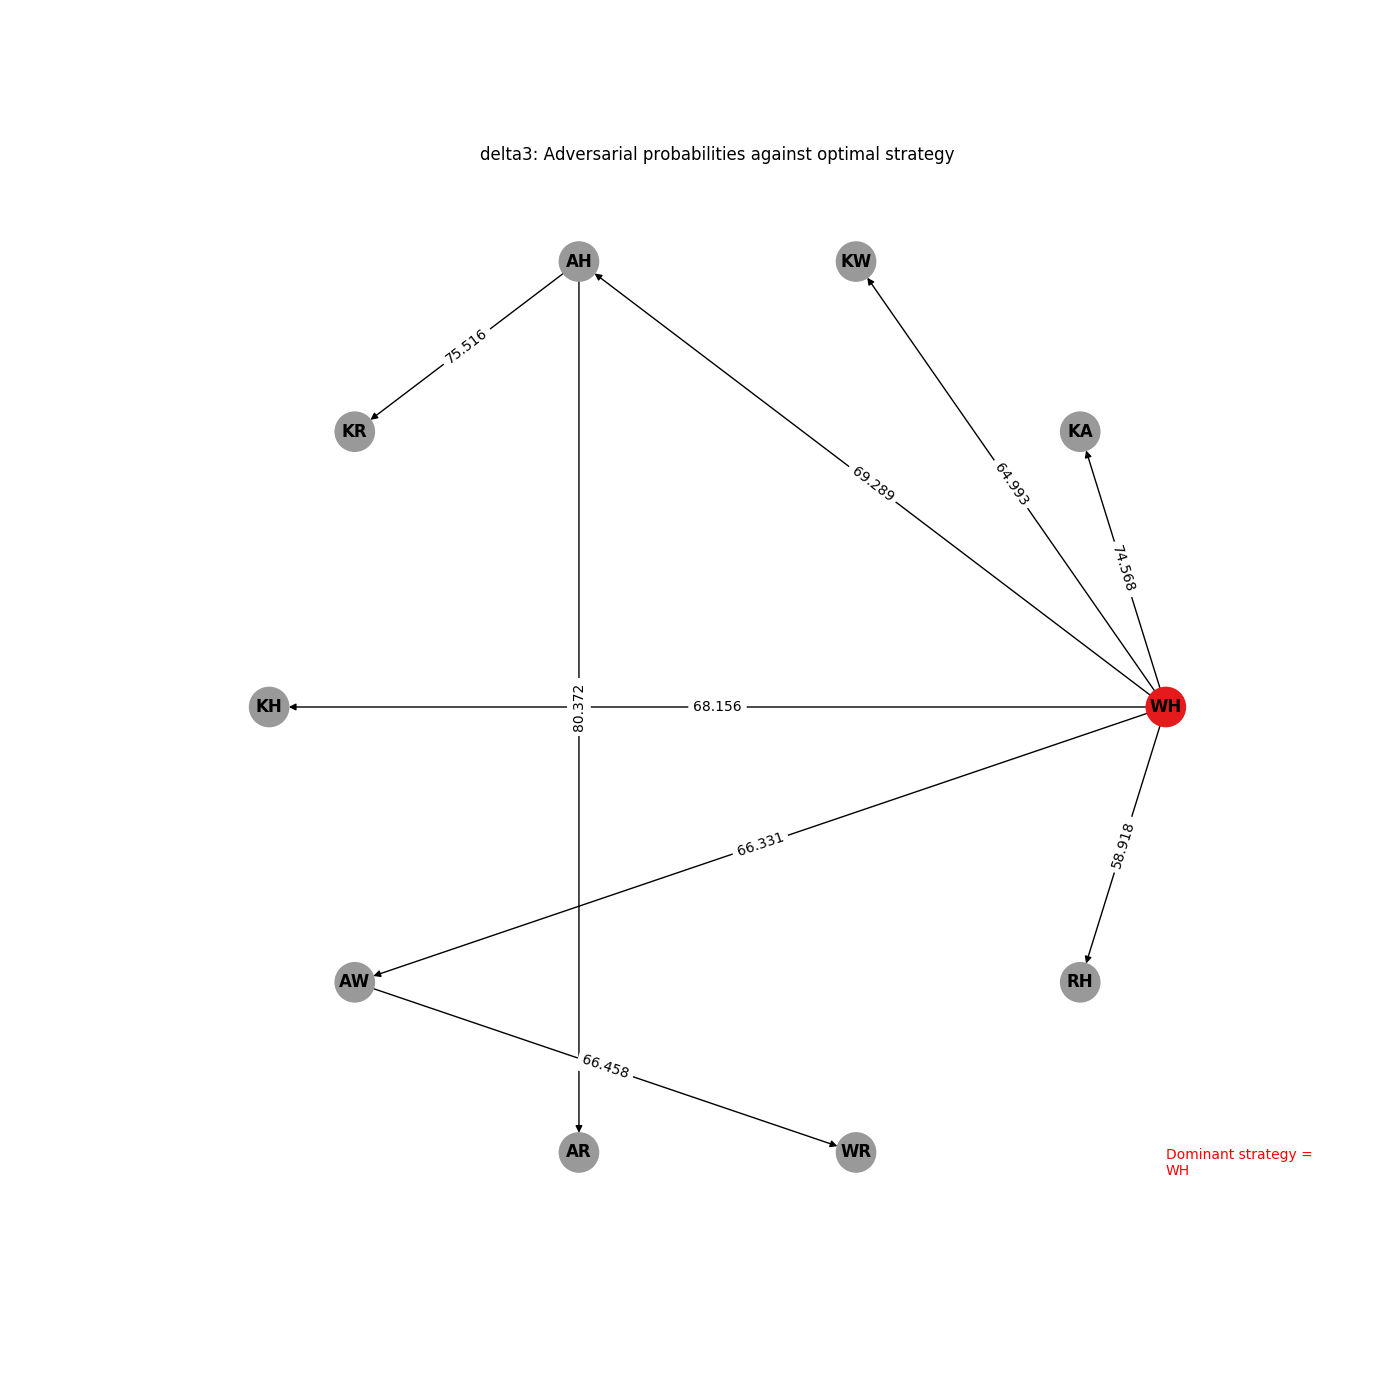 delta3: Adversarial probabilities against optimal strategy
AH
KW
75.516
KR
KA
69.289
64.993
74.568
KH
80.372
68.156
WH
66.331
58.918
AW
RH
66.458
AR
WR
Dominant strategy =
WH